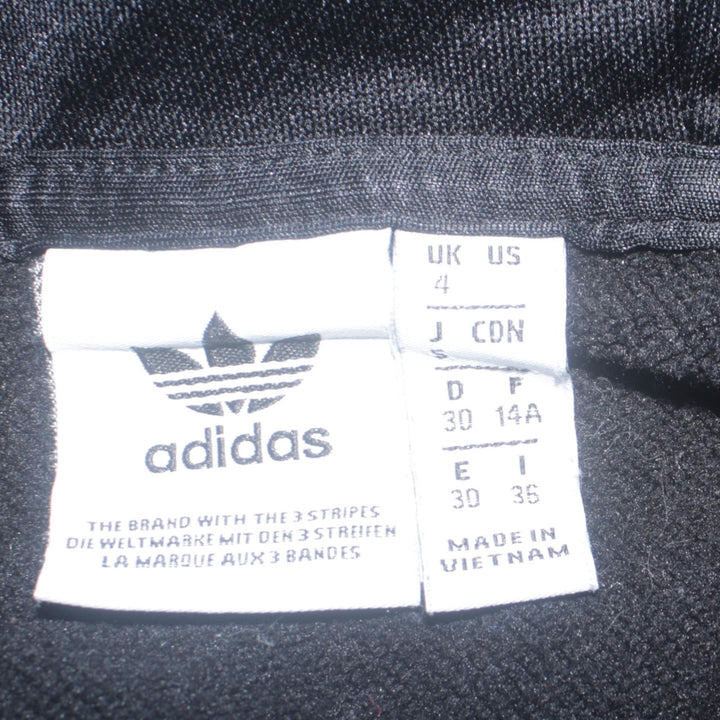 adidas
THE BRAND WITH THE 3 STRIPES
DIE WELTMARKE MIT DEN 3 STREIFEN
LA MARQUE AUX 3 BANDES
UK US
4
J CDN
S
D F
30 14A
E I
30 36
MADE IN
VIETNAM